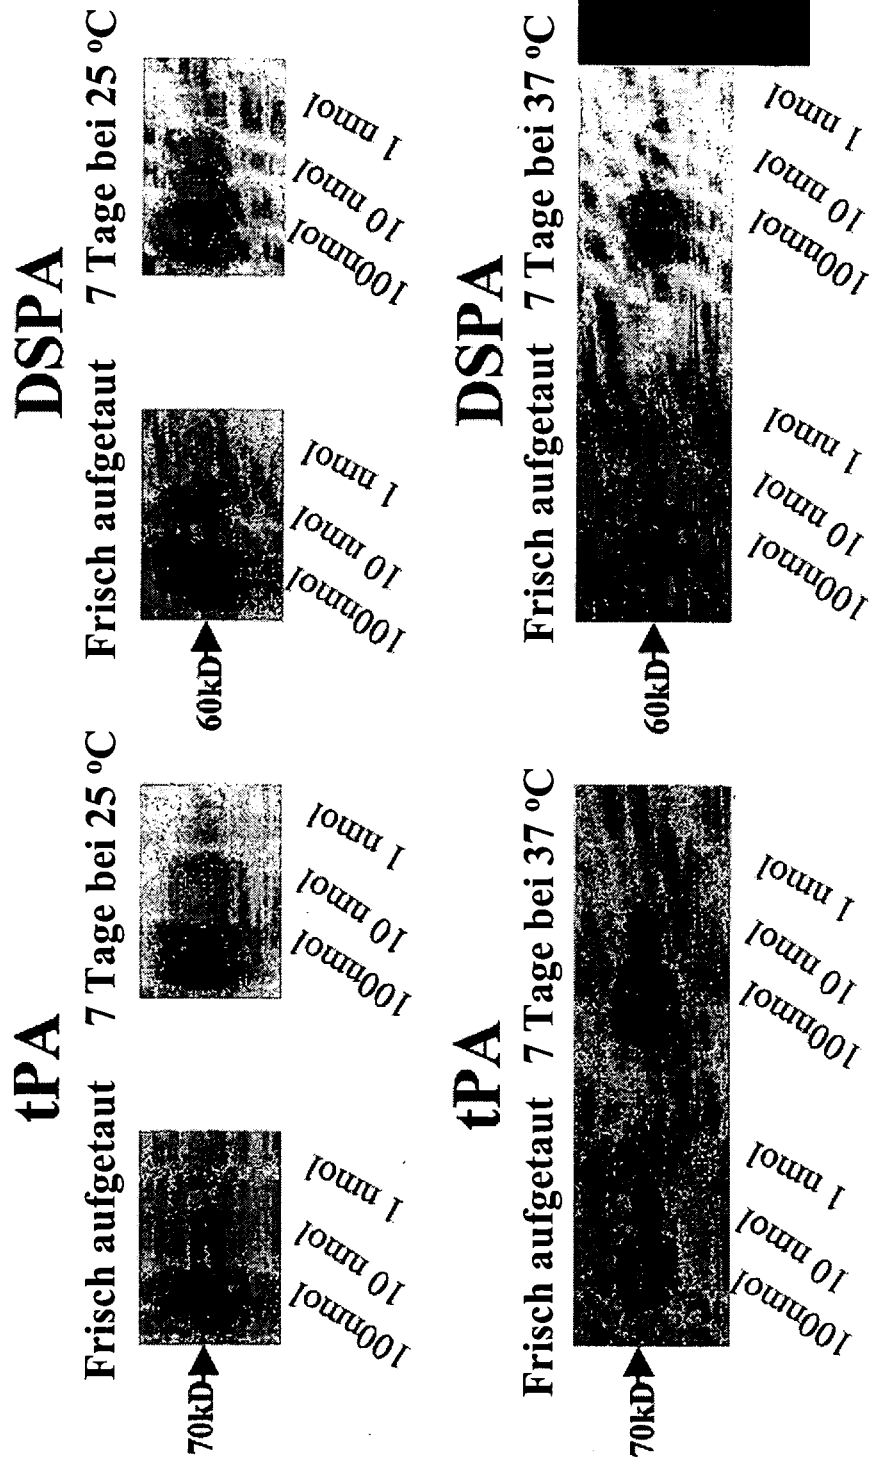 tPA
Frisch aufgetaut
7 Tage bei 25 °C
70kD
100nmol
10 nmol
1 nmol
100nmol
10 nmol
1 nmol
DSPA
Frisch aufgetaut
7 Tage bei 25 °C
60kD
100nmol
10 nmol
1 nmol
100nmol
10 nmol
1 nmol
tPA
Frisch aufgetaut
7 Tage bei 37 °C
70kD
100nmol
10 nmol
1 nmol
100nmol
10 nmol
1 nmol
DSPA
Frisch aufgetaut
7 Tage bei 37 °C
60kD
100nmol
10 nmol
1 nmol
100nmol
10 nmol
1 nmol